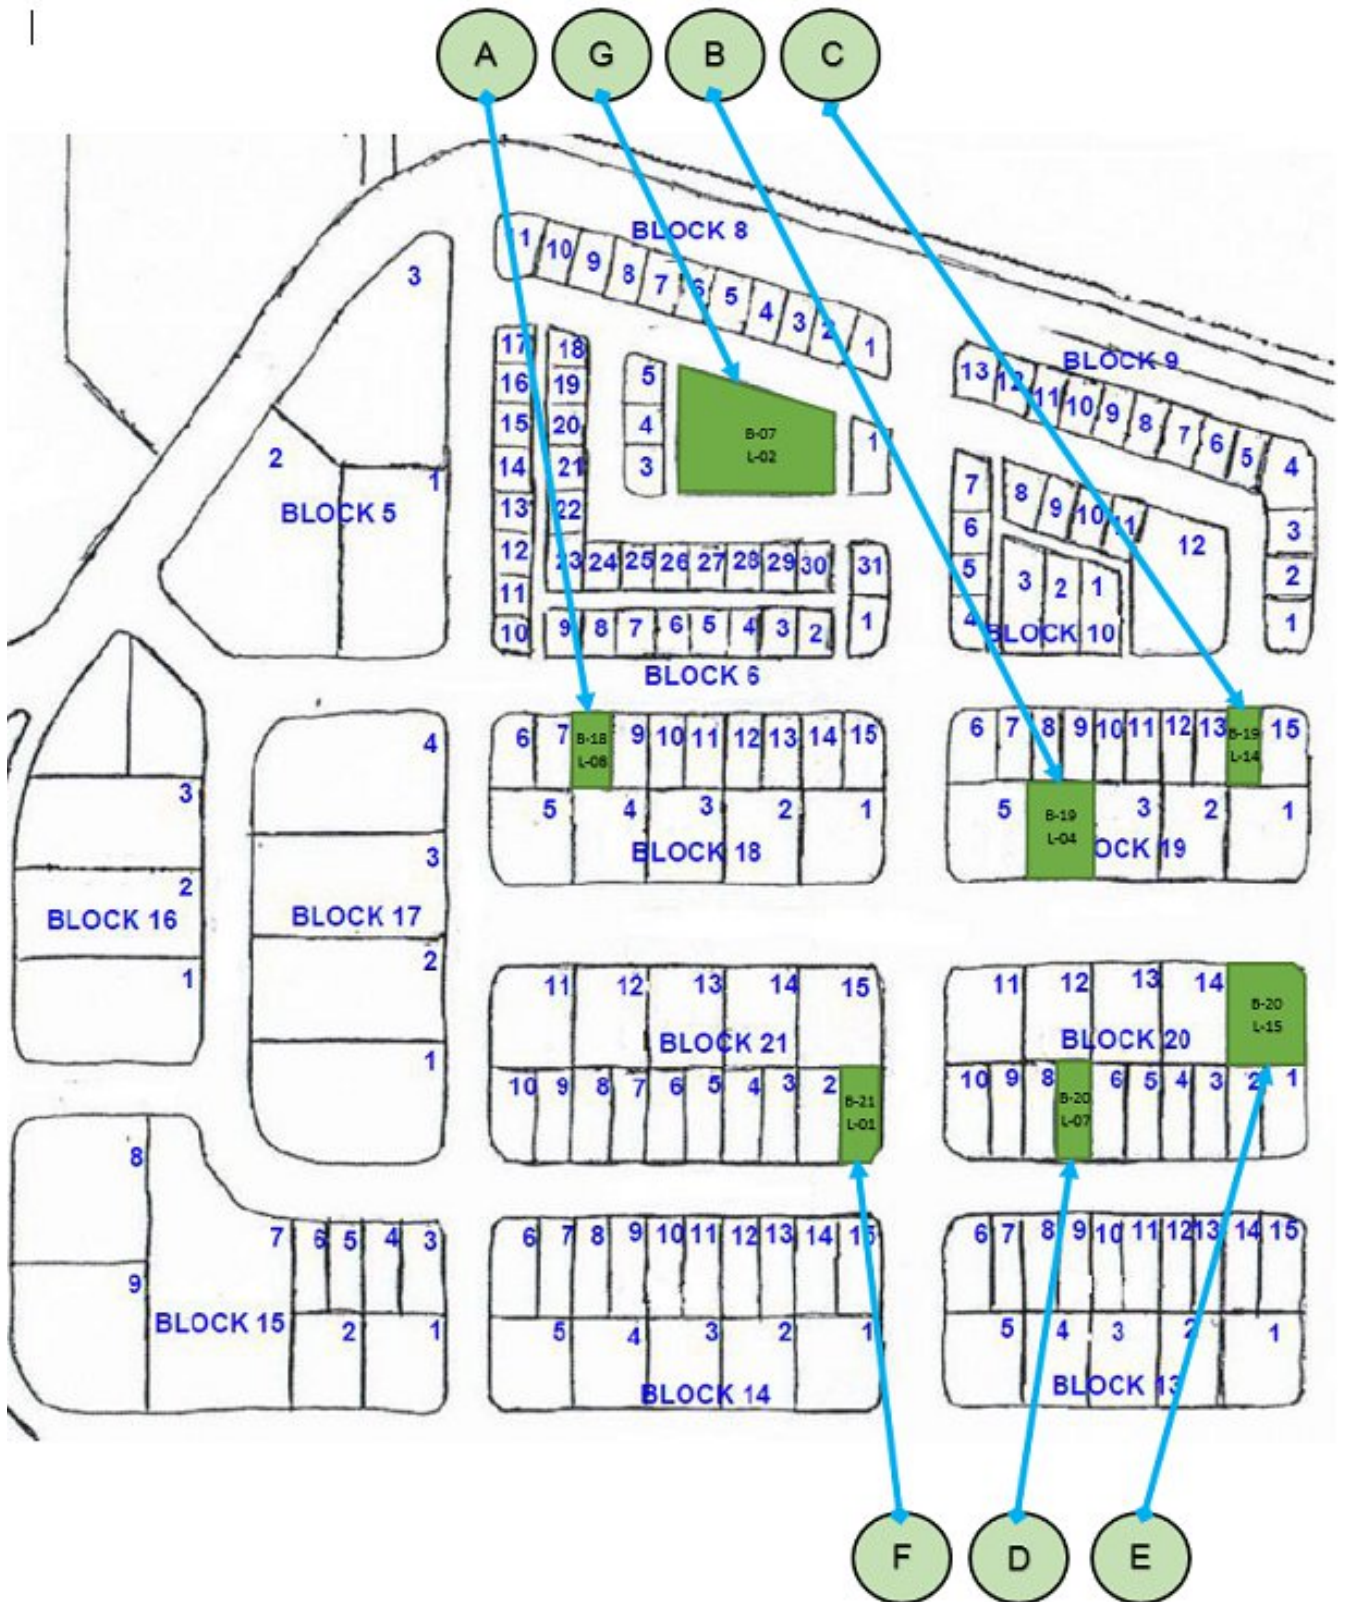 A G B C
BLOCK 8
11 10 9 8 7 6 5 4 3 2 1
3
BLOCK 9
13 12 11 10 9 8 7 6 5 4
3
2
1
17
16
15
14
13
12
11
10
18
19
20
21
22
23 24 25 26 27 28 29 30 31
5
4
3
B-07
L-02
1
2
1
BLOCK 5
7
6
5
4
8 9 10 11 12
3 2 1
BLOCK 10
9 8 7 6 5 4 3 2 1
BLOCK 6
6 7
B-18
L-08
9 10 11 12 13 14 15
5 4 3 2 1
BLOCK 18
6 7 8 9 10 11 12 13
B-19
L-14
15
5
B-19
L-04
3 2 1
OCK 19
3
2
BLOCK 16
1
4
3
BLOCK 17
2
1
11 12 13 14 15
BLOCK 21
10 9 8 7 6 5 4 3 2
B-21
L-01
11 12 13 14
B-20
L-15
BLOCK 20
10 9 8
B-20
L-07
6 5 4 3 2 1
8
9
7 6 5 4 3
BLOCK 15
2 1
6 7 8 9 10 11 12 13 14 15
5 4 3 2 1
BLOCK 14
6 7 8 9 10 11 12 13 14 15
5 4 3 2 1
BLOCK 13
F D E